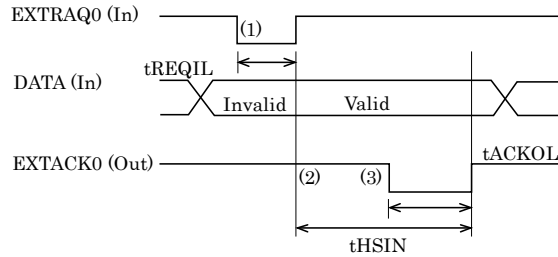 EXTRAQ0 (In)
(1)
tREQIL
DATA (In)
Invalid
Valid
tACKOL
EXTACK0 (Out)
(2)
(3)
tHSIN